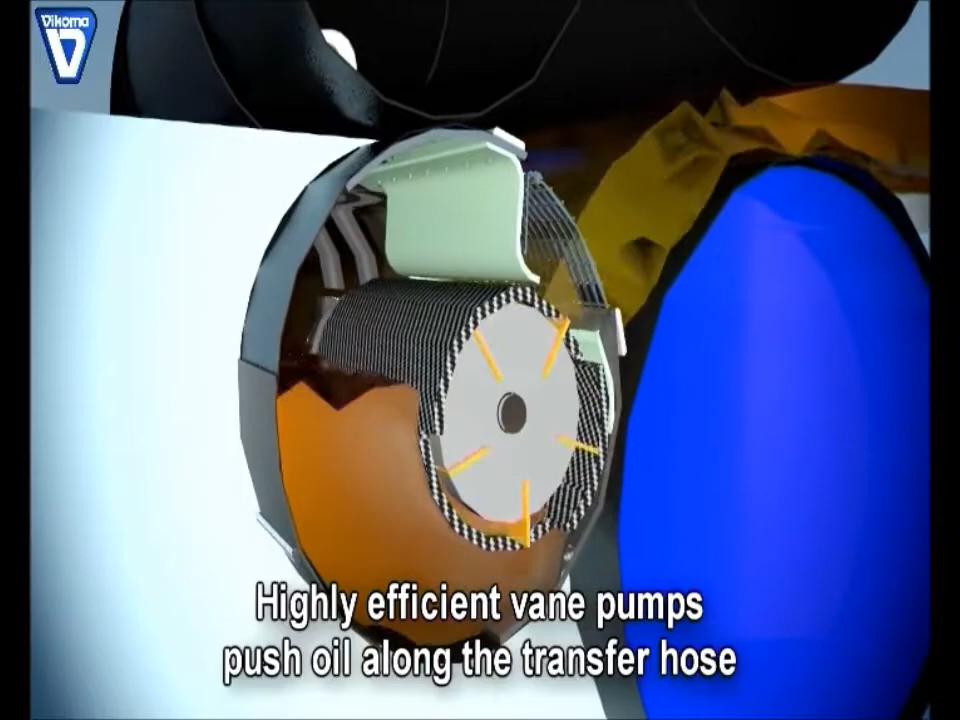 Vikoma
Highly efficient vane pumps
push oil along the transfer hose